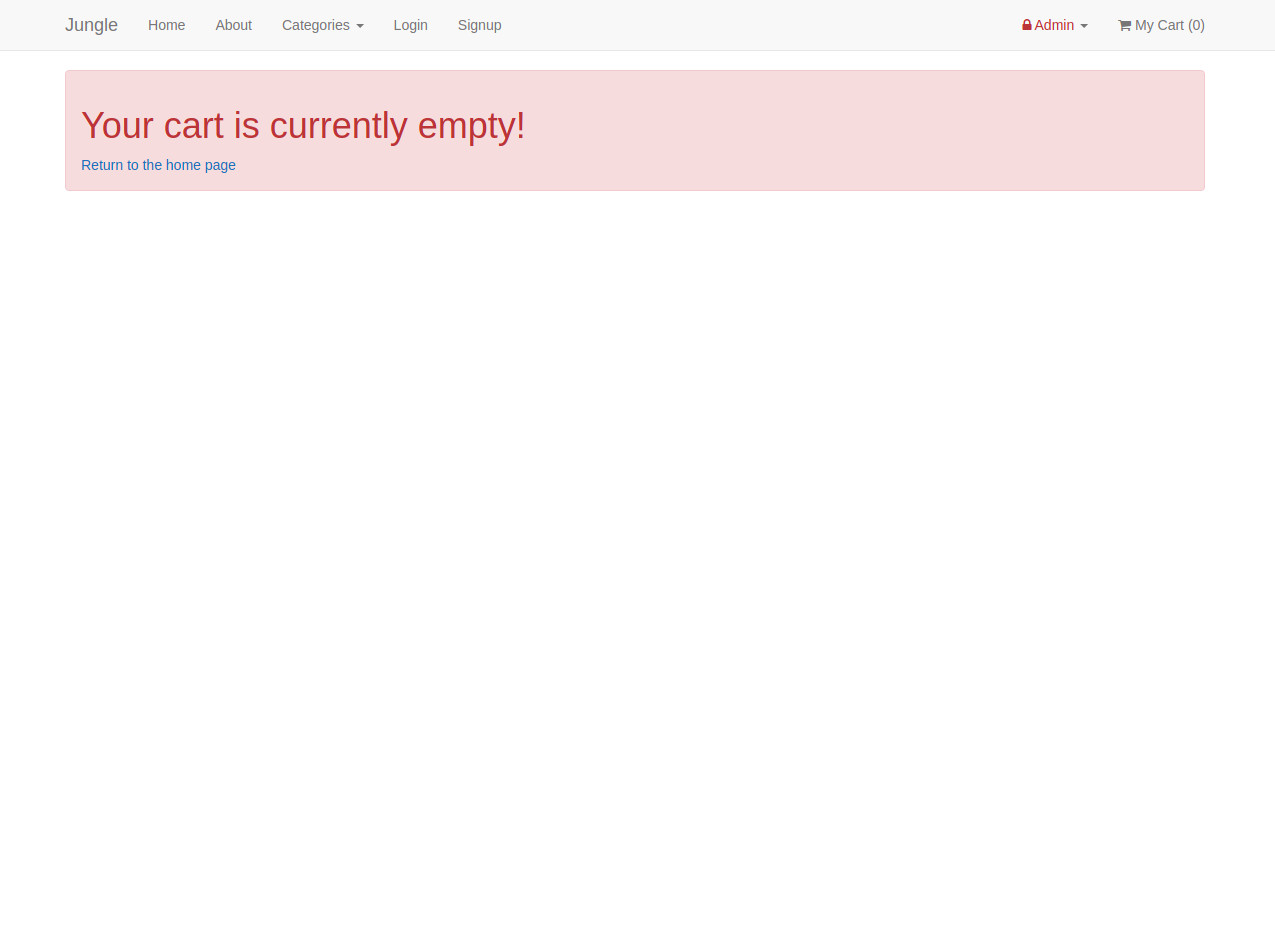 Jungle Home About Categories Login Signup Admin My Cart (0)
Your cart is currently empty!
Return to the home page